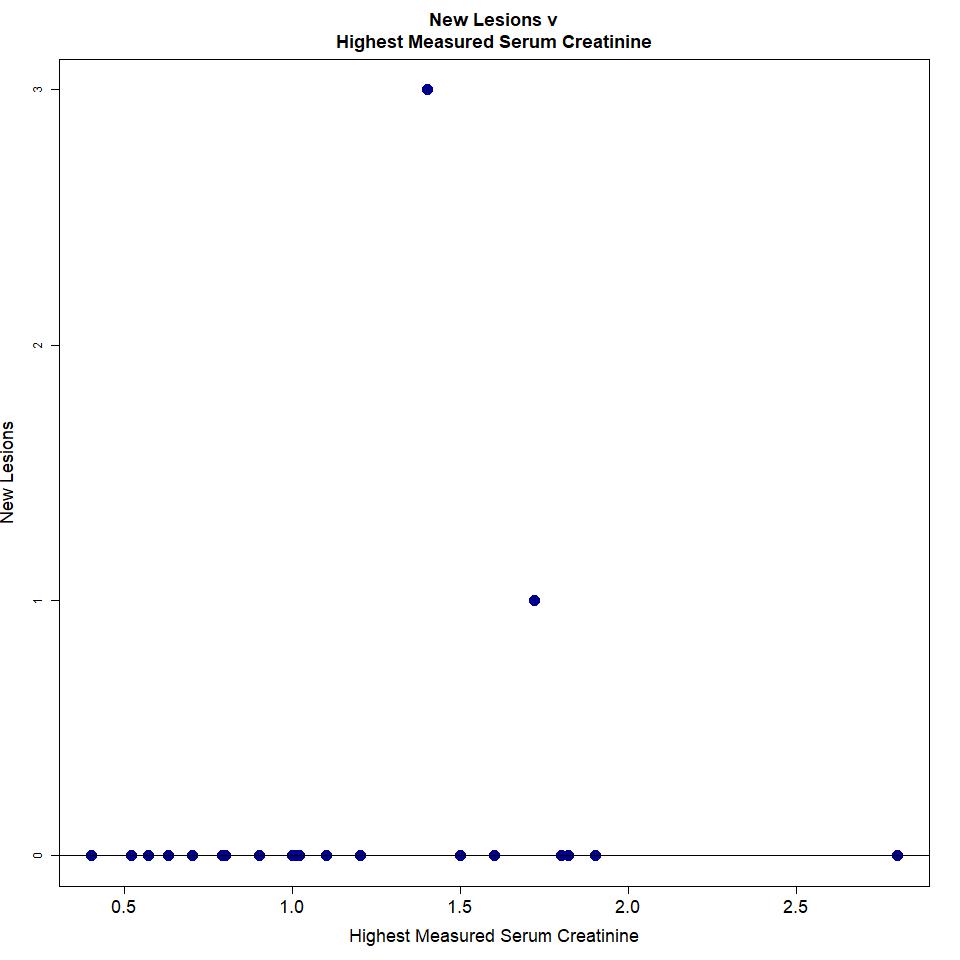 New Lesions v
Highest Measured Serum Creatinine
3
2
1
0
New Lesions
0.5 1.0 1.5 2.0 2.5
Highest Measured Serum Creatinine